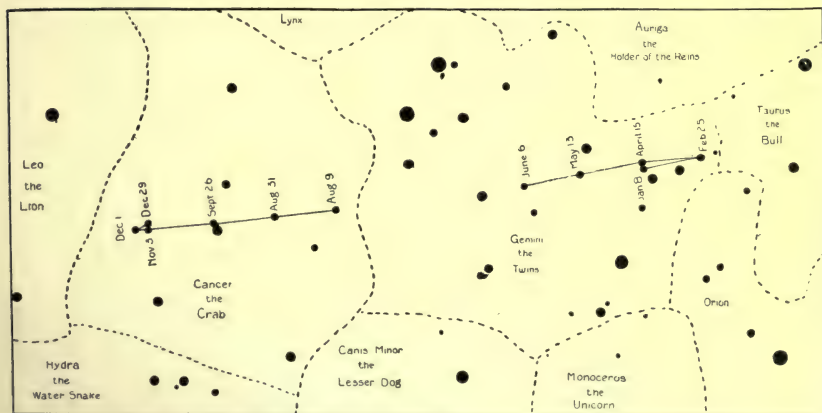 Lynx
Auriga
the
Holder of the Reins
Taurus
the
Bull
Leo
the
Lion
Dec 1
Dec 29
Nov 3
Sept 26
Aug 31
Aug 9
June 6
May 13
April 15
Jan 8
Feb 25
Gemini
the
Twins
Cancer
the
Crab
Orion
Hydra
the
Water Snake
Canis Minor
the
Lesser Dog
Monoceros
the
Unicorn